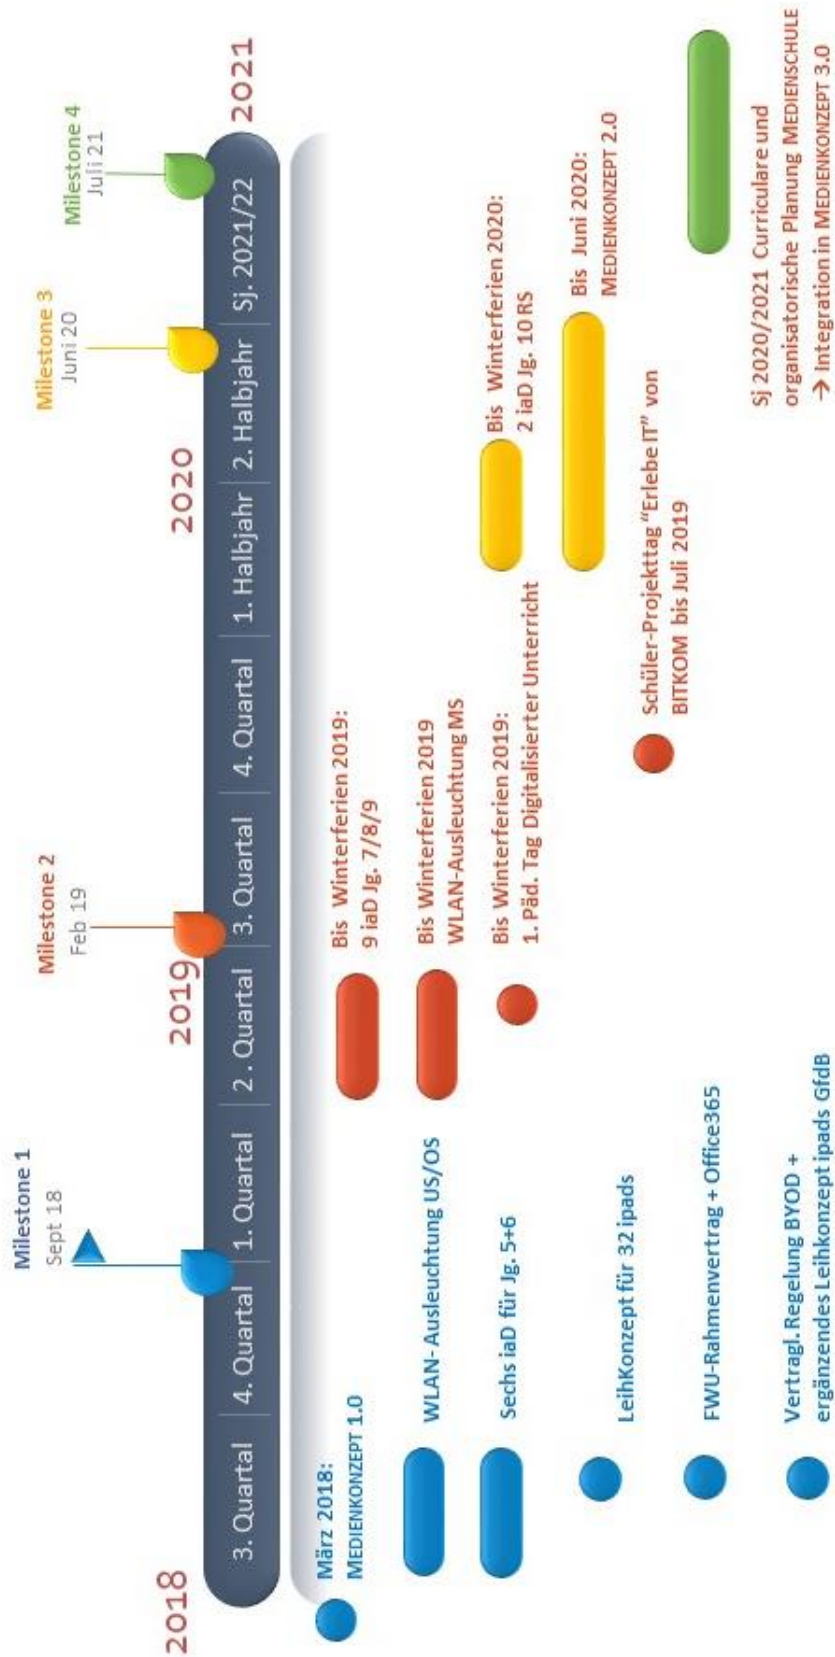 Milestone 1
Sept 18
Milestone 2
Feb 19
Milestone 3
Juni 20
Milestone 4
Juli 21
2018
2019
2020
2021
3. Quartal
4. Quartal
1. Quartal
2 . Quartal
3. Quartal
4. Quartal
1. Halbjahr
2. Halbjahr
Sj. 2021/22
März 2018:
MEDIENKONZEPT 1.0
WLAN- Ausleuchtung US/OS
Sechs iaD für Jg. 5+6
LeihKonzept für 32 ipads
FWU-Rahmenvertrag + Office365
Vertragl. Regelung BYOD +
ergänzendes Leihkonzept ipads GfdB
Bis Winterferien 2019:
9 iaD Jg. 7/8/9
Bis Winterferien 2019
WLAN-Ausleuchtung MS
Bis Winterferien 2019:
1. Päd. Tag Digitalisierter Unterricht
Schüler-Projekttag "Erlebe IT" von
BITKOM bis Juli 2019
Bis Winterferien 2020:
2 iaD Jg. 10 RS
Bis Juni 2020:
MEDIENKONZEPT 2.0
Sj 2020/2021 Curriculare und
organisatorische Planung MEDIENSCHULE
→ Integration in MEDIENKONZEPT 3.0